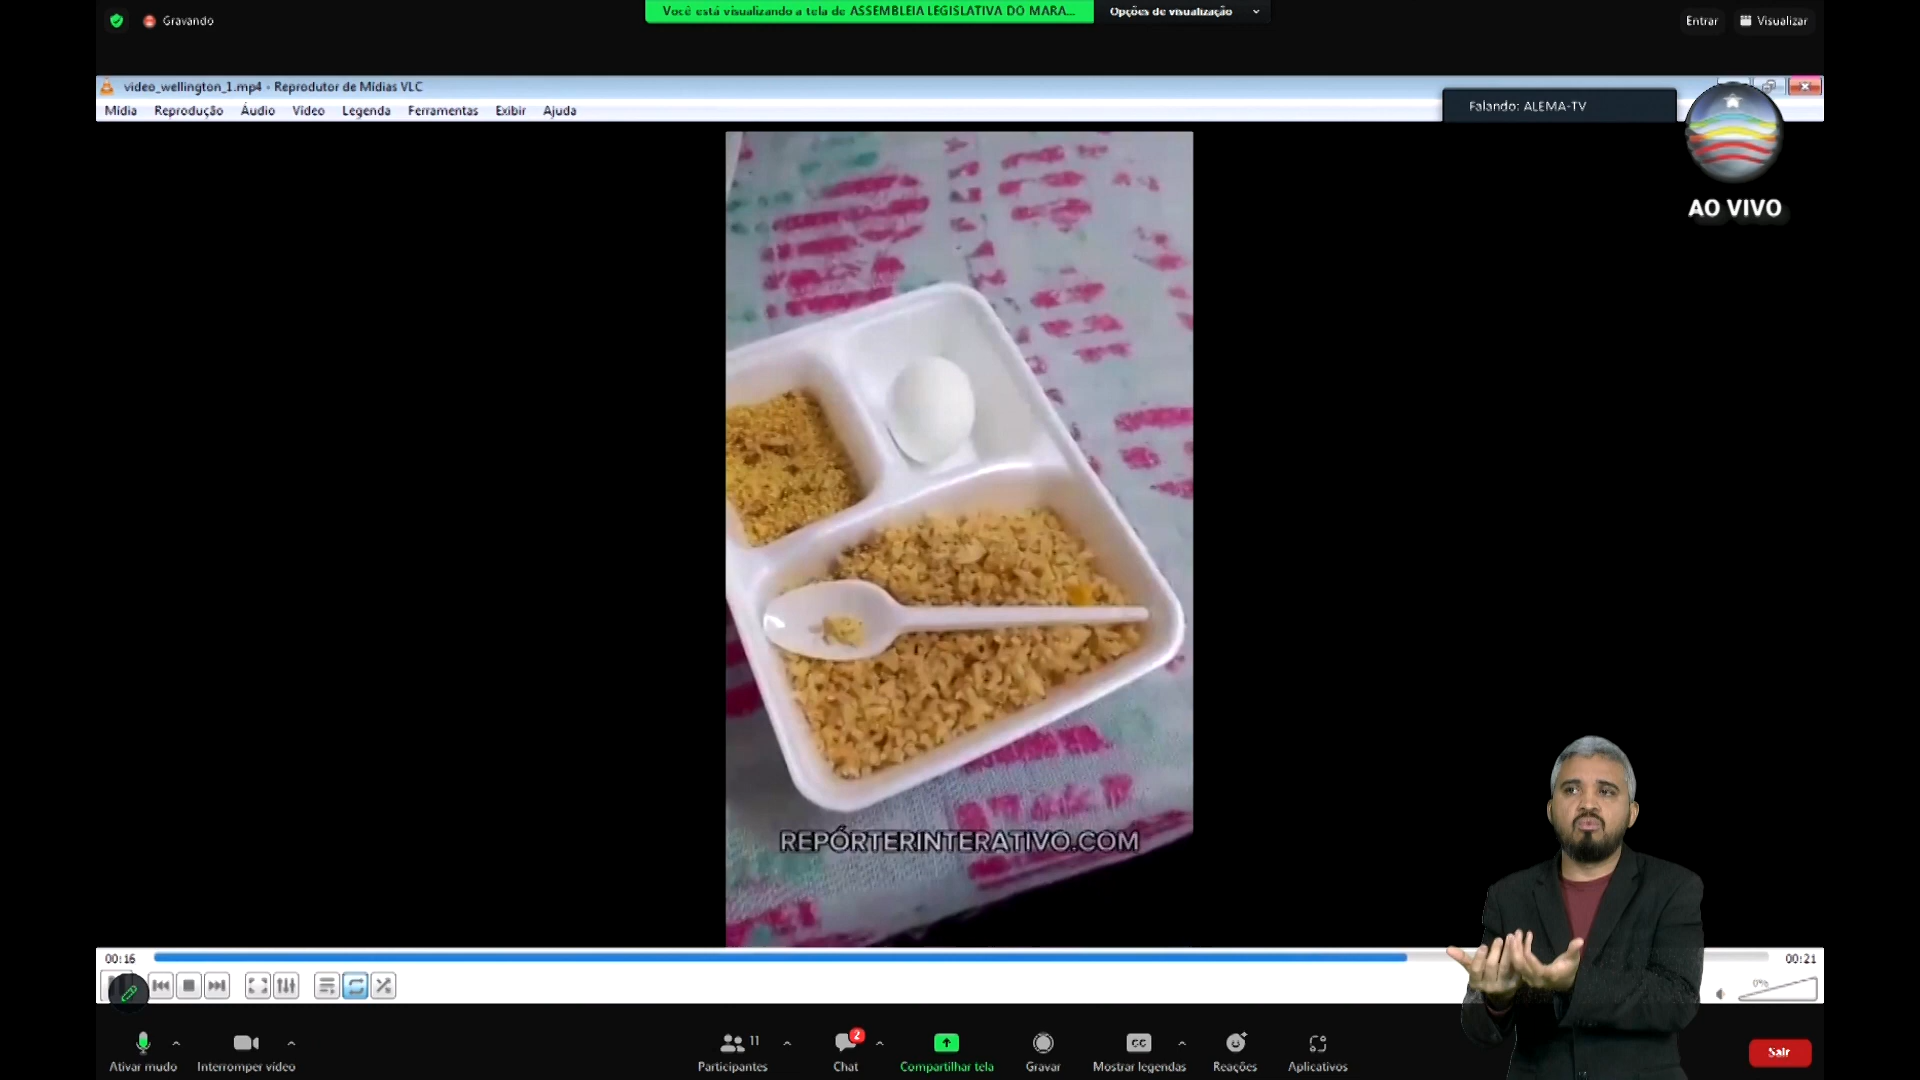 Gravando
Você está visualizando a tela de ASSEMBLEIA LEGISLATIVA DO MARA...
Opções de visualização
Entrar
Visualizar
video_wellington_1.mp4 - Reprodutor de Mídias VLC
Mídia Reprodução Áudio Vídeo Legenda Ferramentas Exibir Ajuda
Falando: ALEMA-TV
AO VIVO
REPÓRTERINTERATIVO.COM
00:16
00:21
0%
Ativar mudo
Interromper vídeo
11
Participantes
2
Chat
Compartilhar tela
Gravar
CC
Mostrar legendas
Reações
Aplicativos
Sair